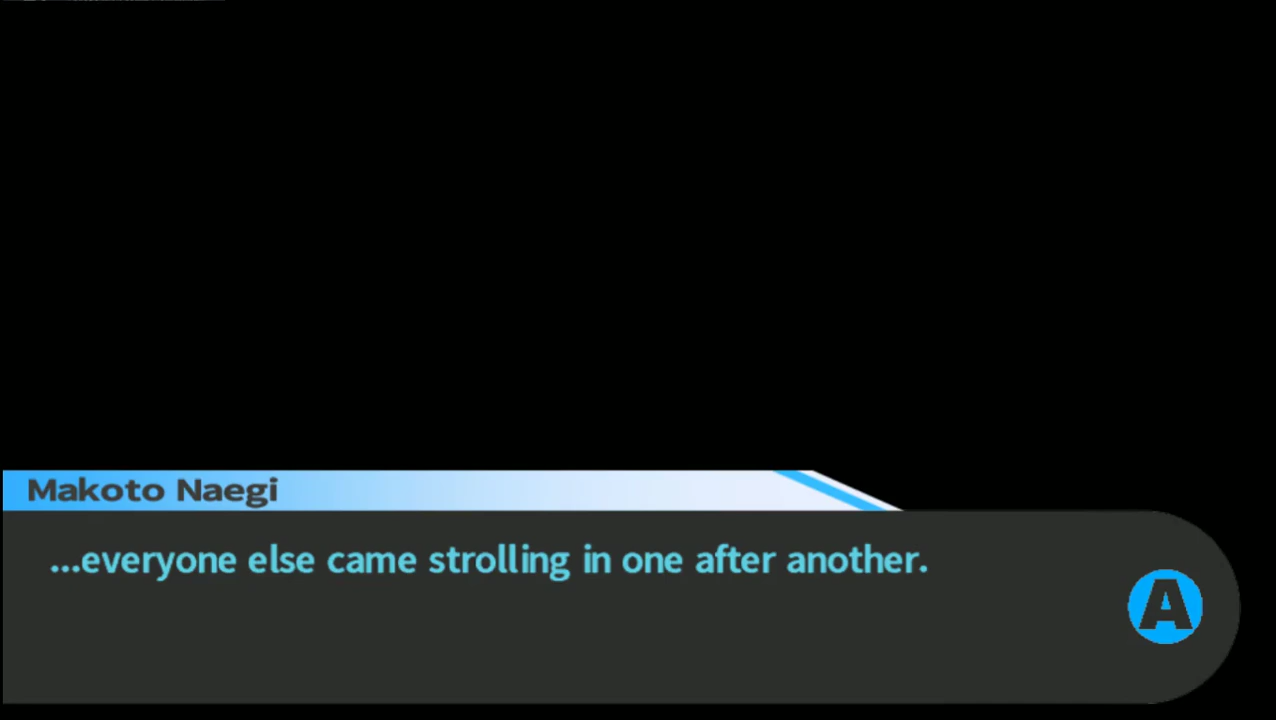 Makoto Naegi
...everyone else came strolling in one after another.
A